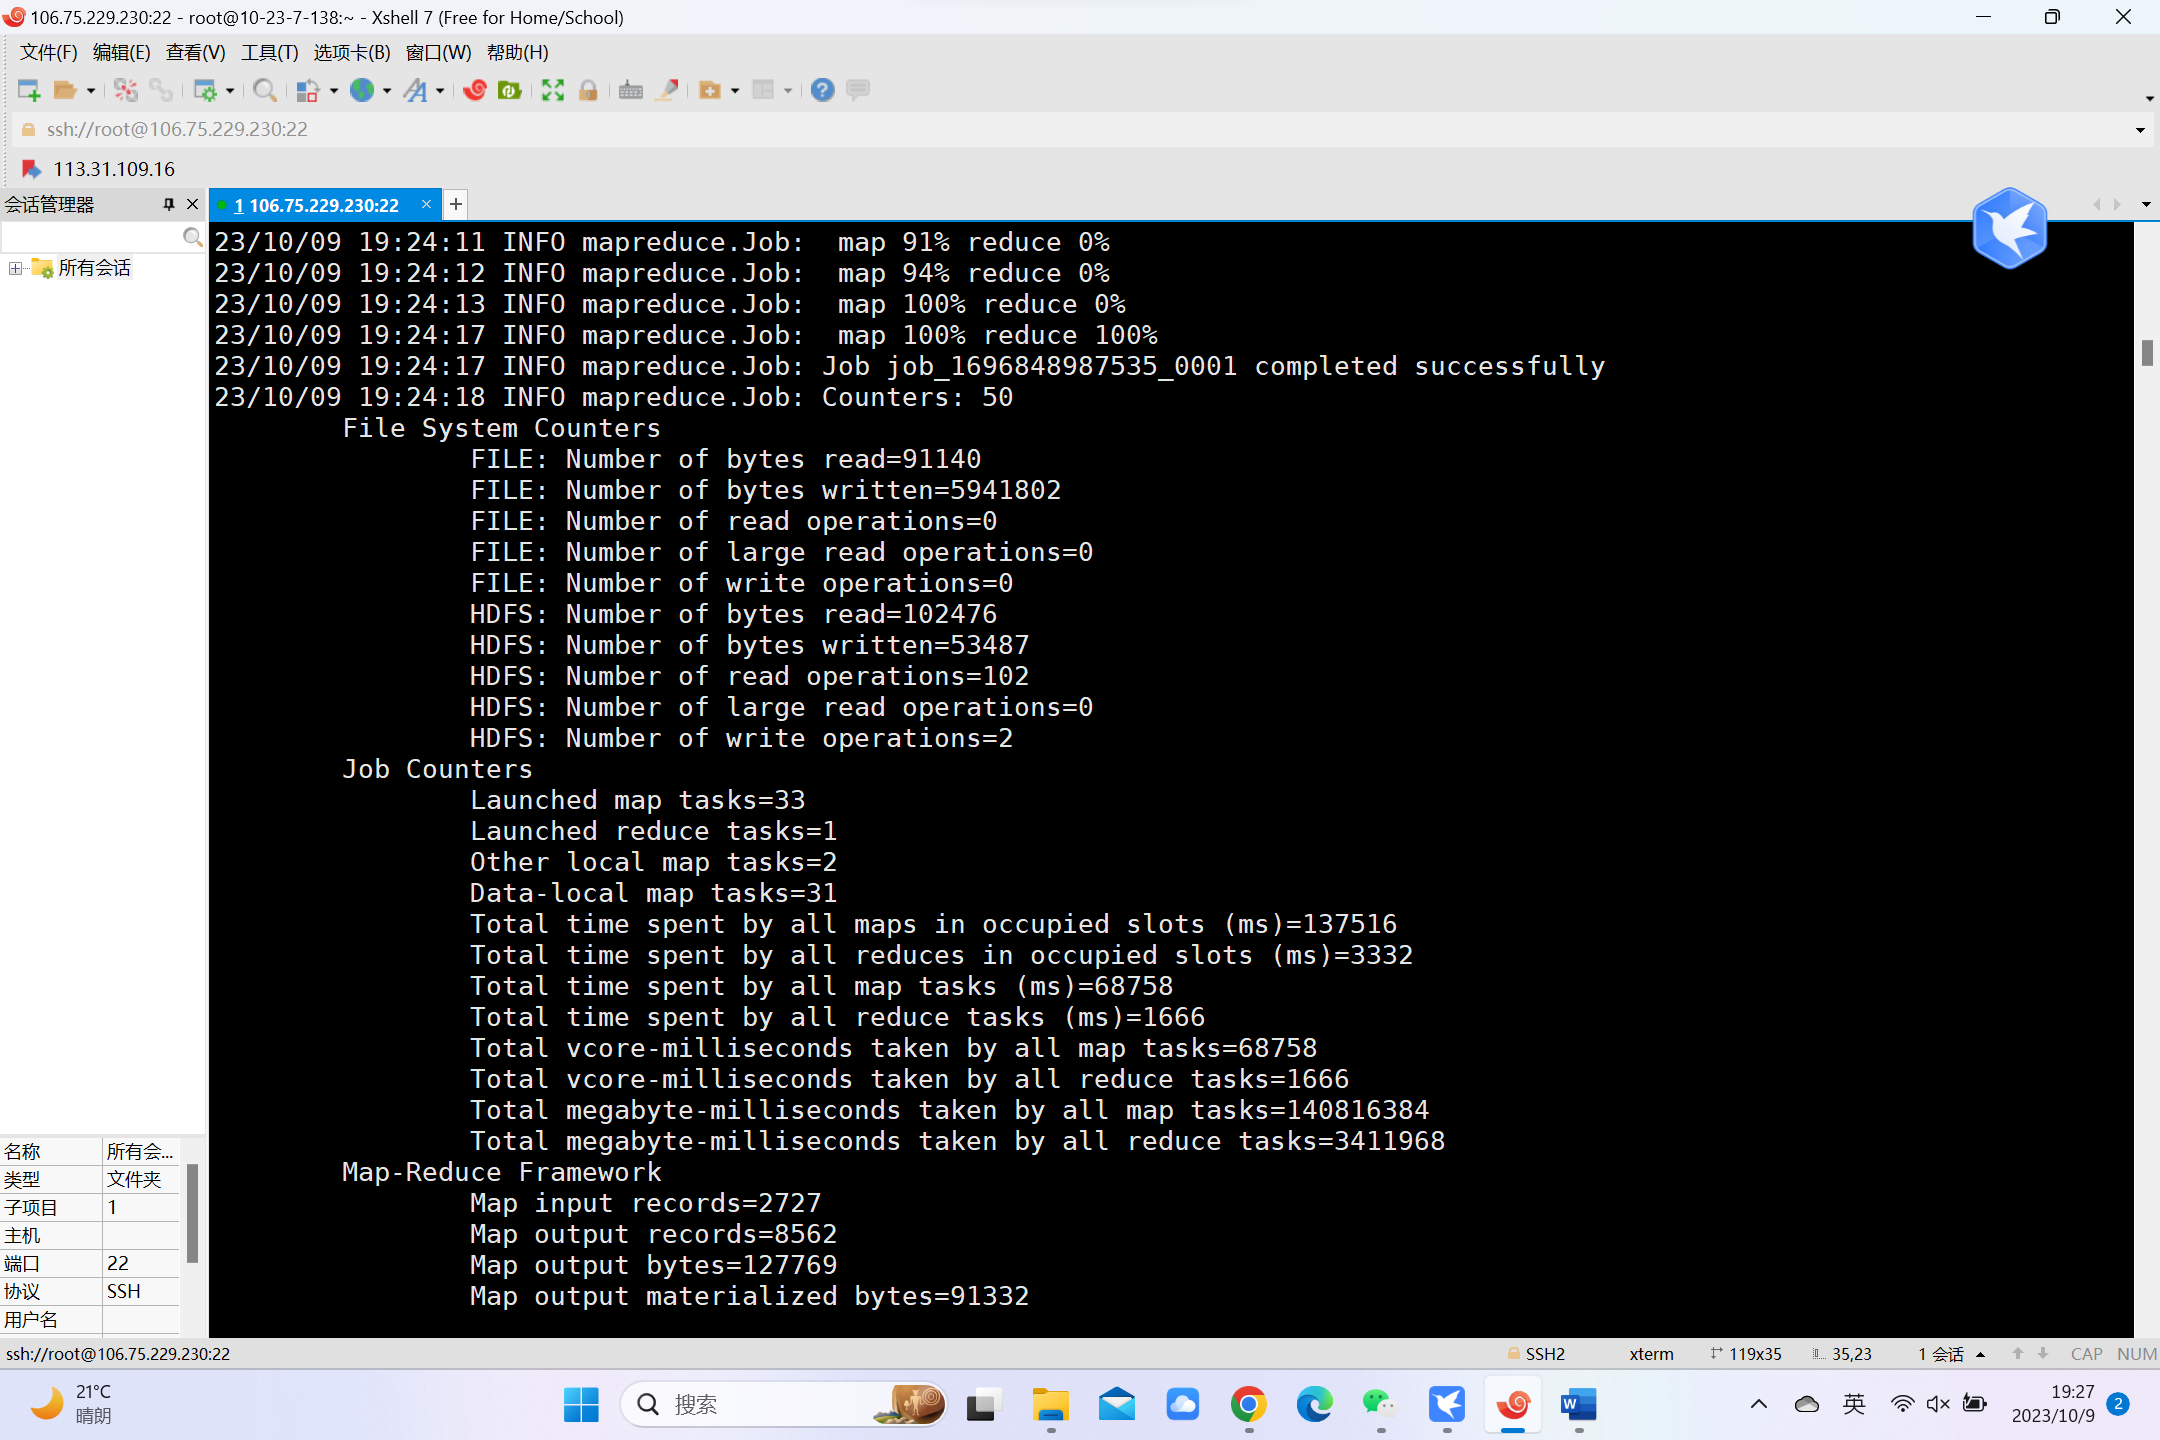 106.75.229.230:22 - root@10-23-7-138:~ - Xshell 7 (Free for Home/School)
文件(F) 编辑(E) 查看(V) 工具(T) 选项卡(B) 窗口(W) 帮助(H)
ssh://root@106.75.229.230:22
113.31.109.16
会话管理器
1 106.75.229.230:22
所有会话
23/10/09 19:24:11 INFO mapreduce.Job:  map 91% reduce 0%
23/10/09 19:24:12 INFO mapreduce.Job:  map 94% reduce 0%
23/10/09 19:24:13 INFO mapreduce.Job:  map 100% reduce 0%
23/10/09 19:24:17 INFO mapreduce.Job:  map 100% reduce 100%
23/10/09 19:24:17 INFO mapreduce.Job: Job job_1696848987535_0001 completed successfully
23/10/09 19:24:18 INFO mapreduce.Job: Counters: 50
File System Counters
FILE: Number of bytes read=91140
FILE: Number of bytes written=5941802
FILE: Number of read operations=0
FILE: Number of large read operations=0
FILE: Number of write operations=0
HDFS: Number of bytes read=102476
HDFS: Number of bytes written=53487
HDFS: Number of read operations=102
HDFS: Number of large read operations=0
HDFS: Number of write operations=2
Job Counters
Launched map tasks=33
Launched reduce tasks=1
Other local map tasks=2
Data-local map tasks=31
Total time spent by all maps in occupied slots (ms)=137516
Total time spent by all reduces in occupied slots (ms)=3332
Total time spent by all map tasks (ms)=68758
Total time spent by all reduce tasks (ms)=1666
Total vcore-milliseconds taken by all map tasks=68758
Total vcore-milliseconds taken by all reduce tasks=1666
Total megabyte-milliseconds taken by all map tasks=140816384
Total megabyte-milliseconds taken by all reduce tasks=3411968
Map-Reduce Framework
Map input records=2727
Map output records=8562
Map output bytes=127769
Map output materialized bytes=91332
名称 所有会...
类型 文件夹
子项目 1
主机
端口 22
协议 SSH
用户名
ssh://root@106.75.229.230:22 SSH2 xterm 119x35 35,23 1 会话 CAP NUM
21°C
晴朗
搜索
英
19:27
2023/10/9
2